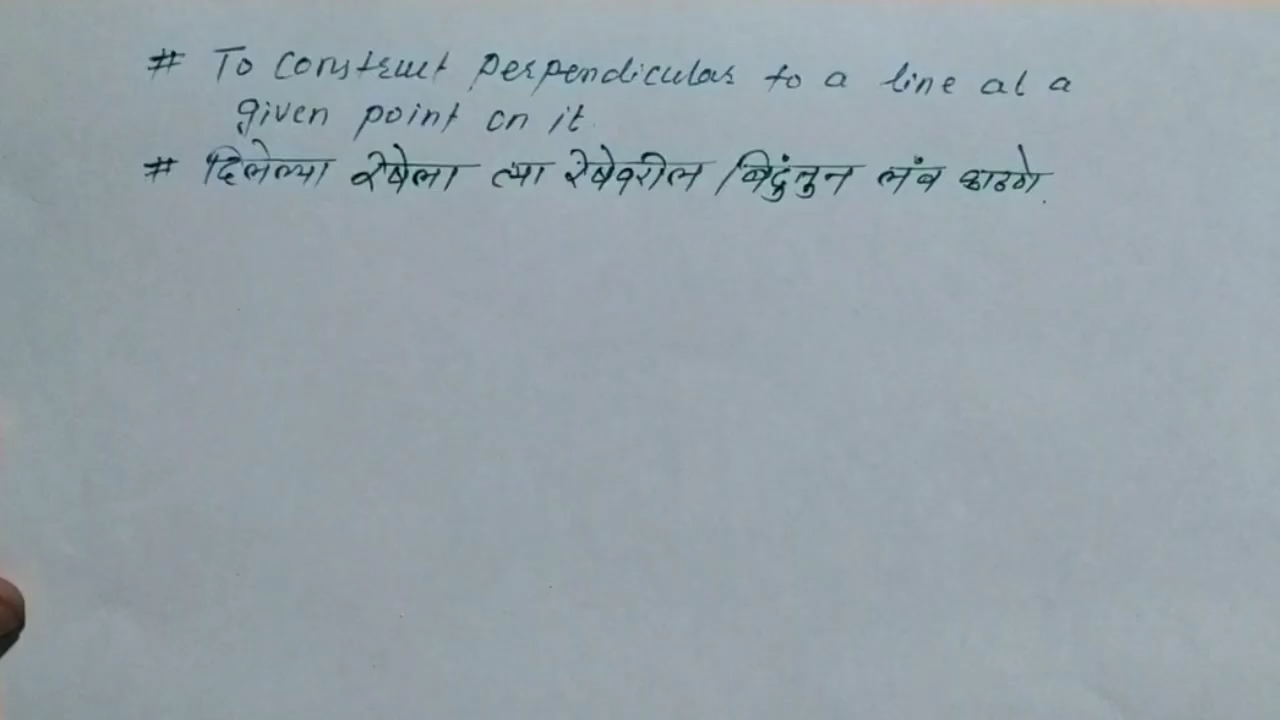 # To construct perpendicular to a line at a
given point on it
# दिलेल्या रेषेला त्या रेषेवरील बिंदुतुन लंब काढणे.